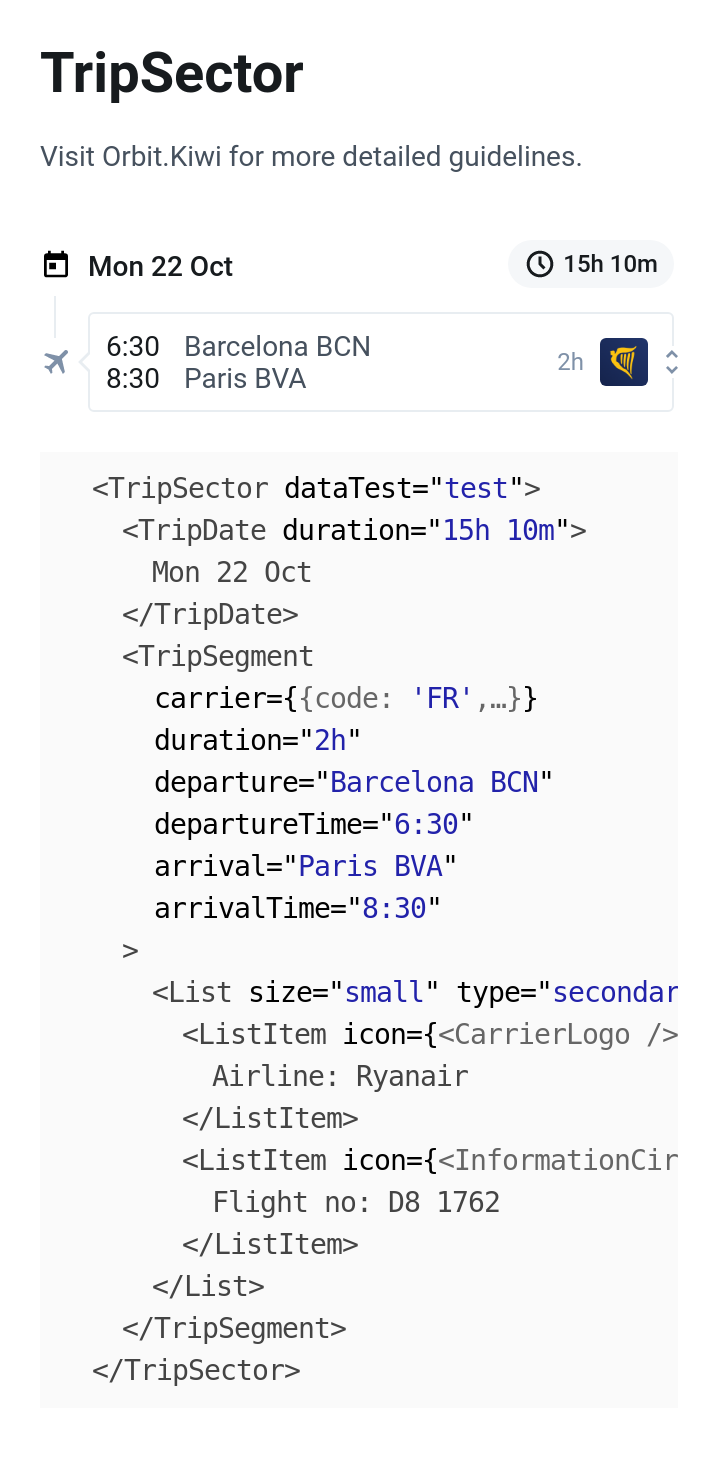 TripSector
Visit Orbit.Kiwi for more detailed guidelines.
Mon 22 Oct 15h 10m
6:30 Barcelona BCN
8:30 Paris BVA
2h
<TripSector dataTest="test">
<TripDate duration="15h 10m">
Mon 22 Oct
</TripDate>
<TripSegment
carrier={{code: 'FR',…}}
duration="2h"
departure="Barcelona BCN"
departureTime="6:30"
arrival="Paris BVA"
arrivalTime="8:30"
>
<List size="small" type="secondar
<ListItem icon={<CarrierLogo />
Airline: Ryanair
</ListItem>
<ListItem icon={<InformationCir
Flight no: D8 1762
</ListItem>
</List>
</TripSegment>
</TripSector>